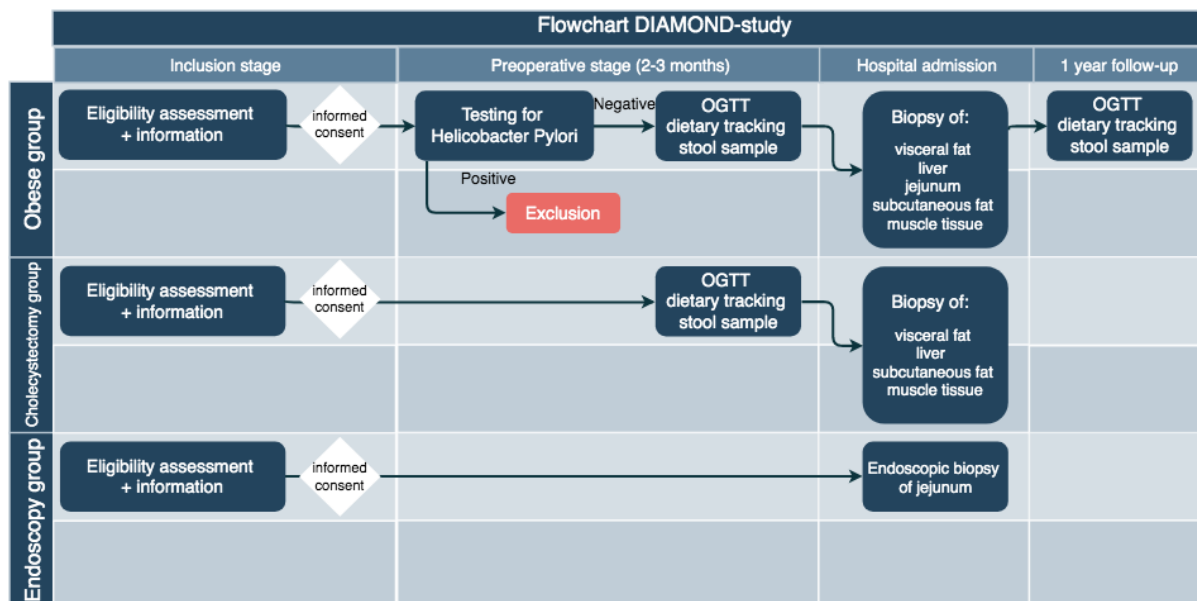 Flowchart DIAMOND-study
Inclusion stage
Preoperative stage (2-3 months)
Hospital admission
1 year follow-up
Obese group
Eligibility assessment
+ information
informed
consent
Testing for
Helicobacter Pylori
Negative
Positive
Exclusion
OGTT
dietary tracking
stool sample
Biopsy of:
visceral fat
liver
jejunum
subcutaneous fat
muscle tissue
OGTT
dietary tracking
stool sample
Cholecystectomy group
Eligibility assessment
+ information
informed
consent
OGTT
dietary tracking
stool sample
Biopsy of:
visceral fat
liver
subcutaneous fat
muscle tissue
Endoscopy group
Eligibility assessment
+ information
informed
consent
Endoscopic biopsy
of jejunum